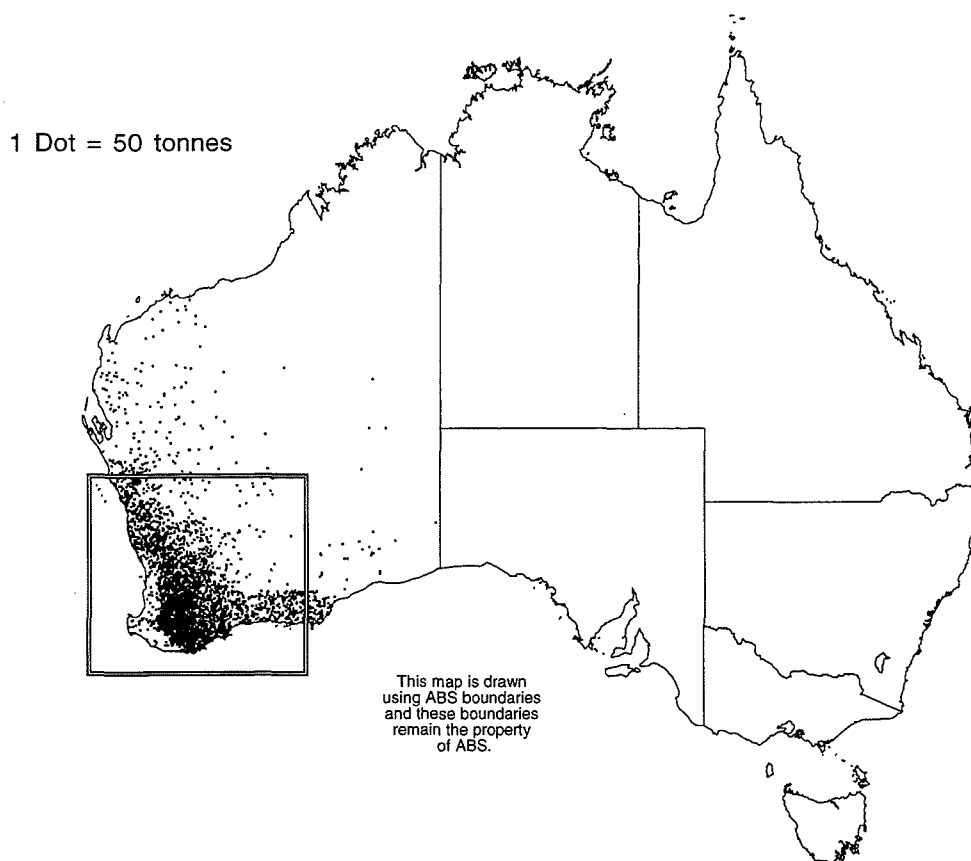 1 Dot = 50 tonnes
This map is drawn
using ABS boundaries
and these boundaries
remain the property
of ABS.